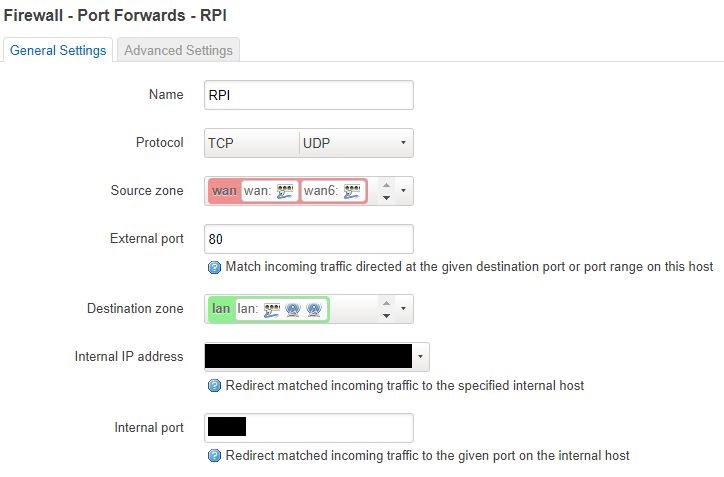 Firewall - Port Forwards - RPI
General Settings Advanced Settings
Name RPI
Protocol TCP UDP
Source zone wan wan: wan6:
External port 80
Match incoming traffic directed at the given destination port or port range on this host
Destination zone lan lan:
Internal IP address
Redirect matched incoming traffic to the specified internal host
Internal port
Redirect matched incoming traffic to the given port on the internal host